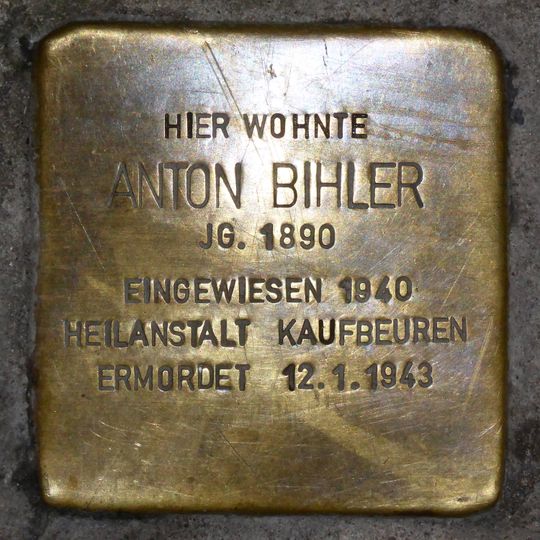 HIER WOHNTE
ANTON BIHLER
JG. 1890
EINGEWIESEN 1940
HEILANSTALT KAUFBEUREN
ERMORDET 12.1.1943